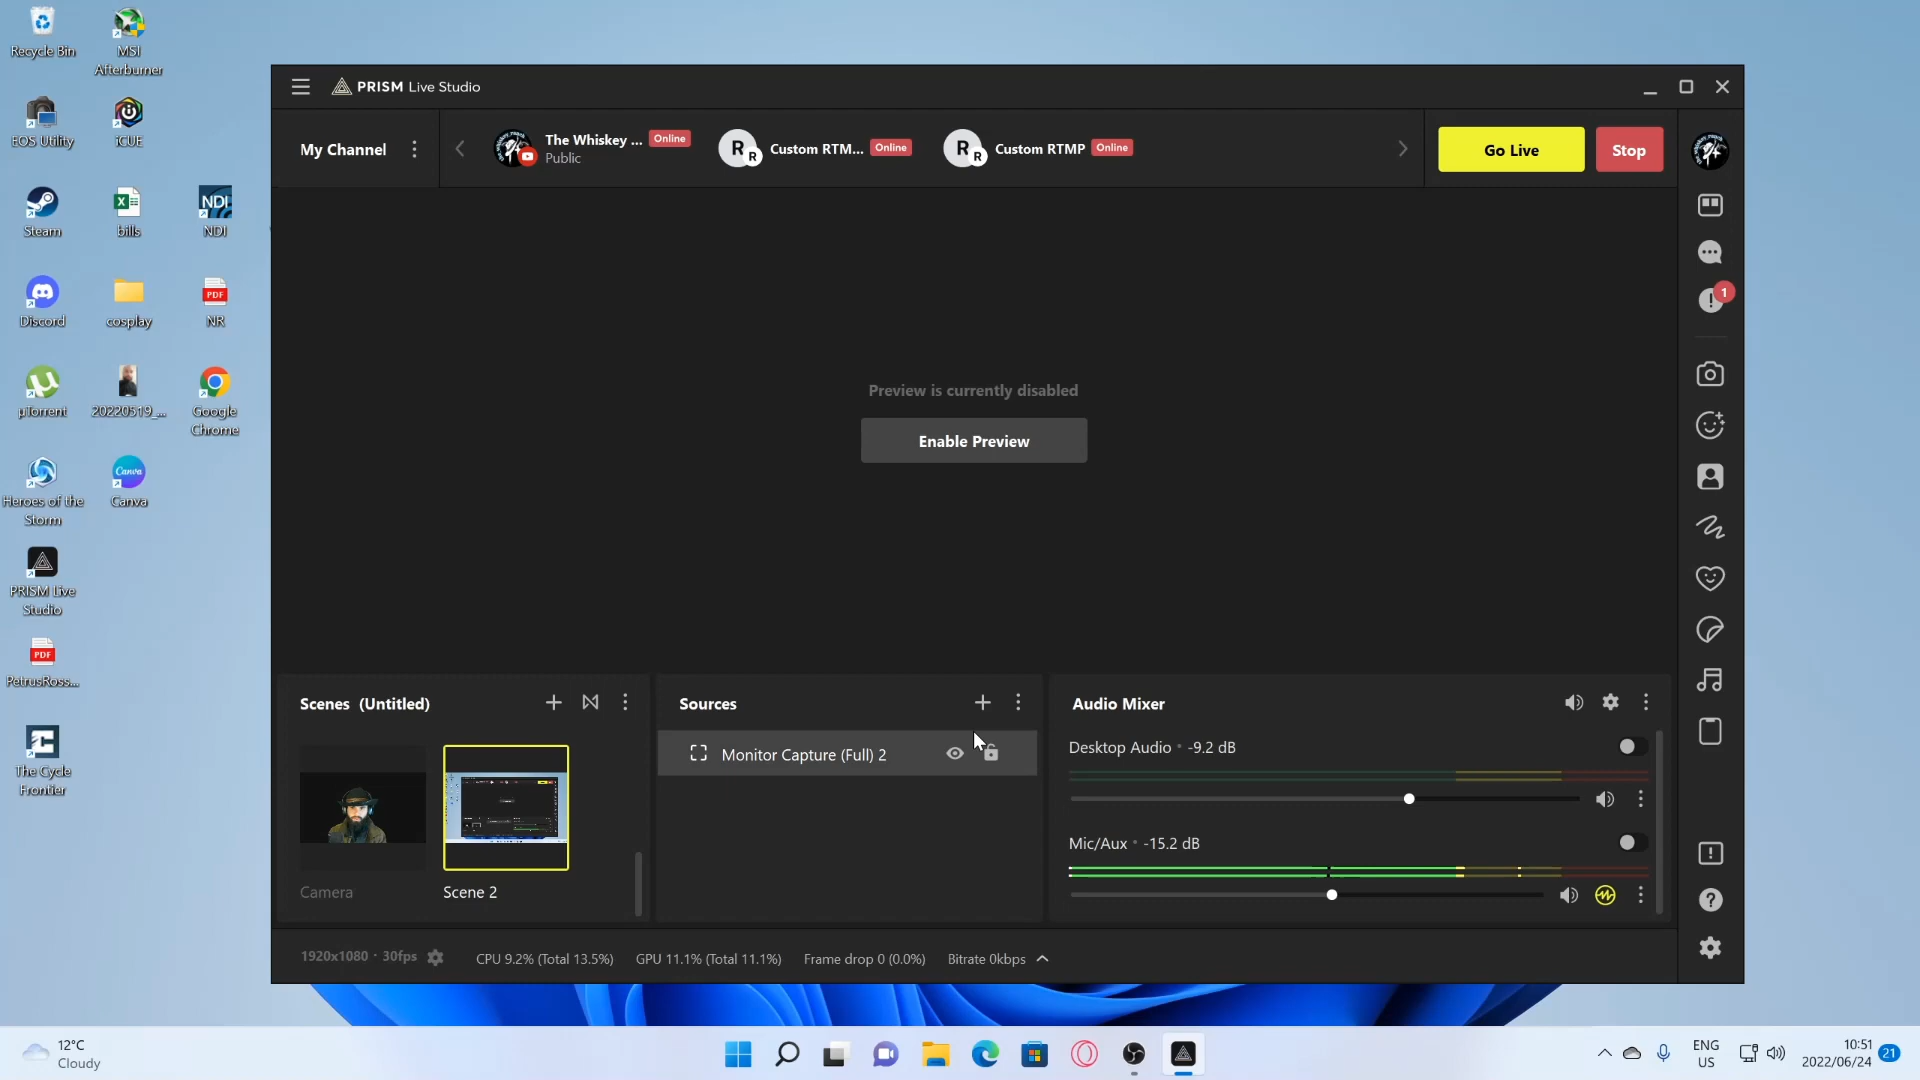 Recycle Bin
MSI
Afterburner
EOS Utility
iCUE
Steam
bills
NDI
NDI
Discord
cosplay
PDF
NR
µTorrent
20220519_...
Google
Chrome
Heroes of the
Storm
Canva
Canva
PRISM Live
Studio
PDF
PetrusRoss...
The Cycle
Frontier
PRISM Live Studio
My Channel
The Whiskey ...
Online
Public
R
R
Custom RTM...
Online
R
R
Custom RTMP
Online
Go Live
Stop
1
Preview is currently disabled
Enable Preview
Scenes (Untitled)
Camera
Scene 2
Sources
Monitor Capture (Full) 2
Audio Mixer
Desktop Audio • -9.2 dB
Mic/Aux • -15.2 dB
1920x1080 • 30fps
CPU 9.2% (Total 13.5%)
GPU 11.1% (Total 11.1%)
Frame drop 0 (0.0%)
Bitrate 0kbps
12°C
Cloudy
ENG
US
10:51
2022/06/24
21